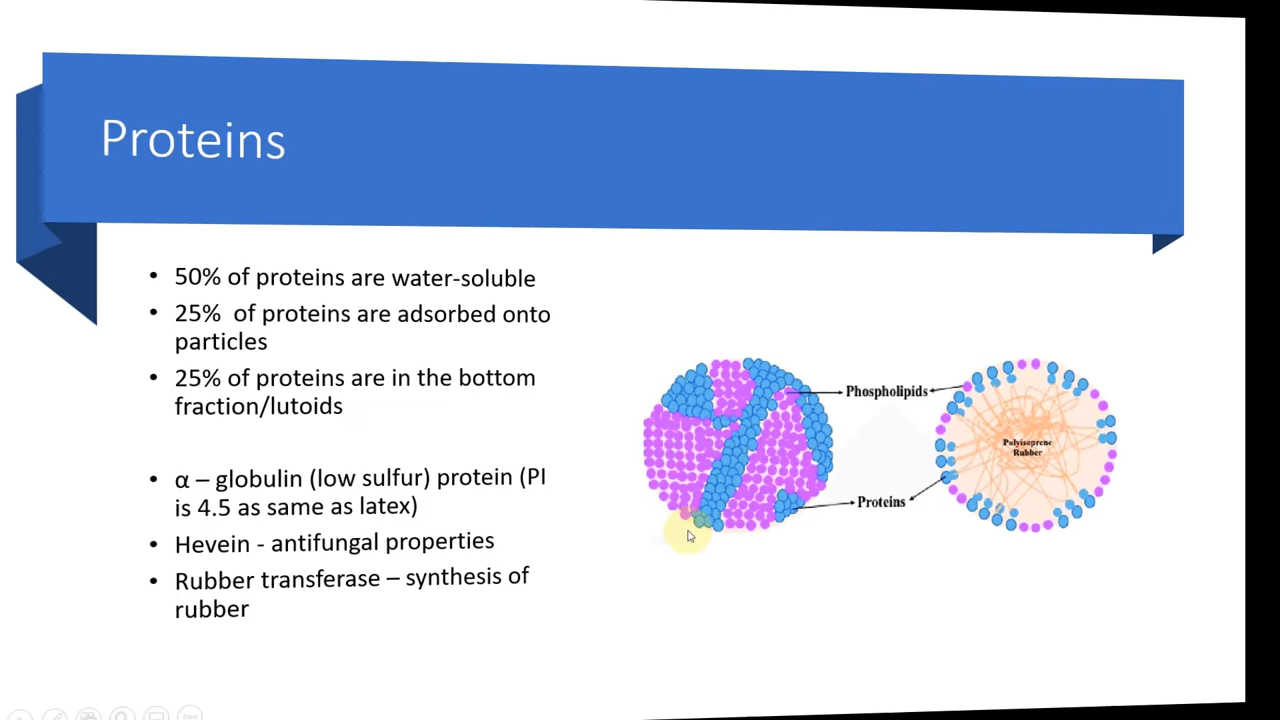 Proteins
• 50% of proteins are water-soluble
• 25% of proteins are adsorbed onto
particles
• 25% of proteins are in the bottom
fraction/lutoids
• α – globulin (low sulfur) protein (PI
is 4.5 as same as latex)
• Hevein - antifungal properties
• Rubber transferase – synthesis of
rubber
Phospholipids
Polyisoprene
Rubber
Proteins